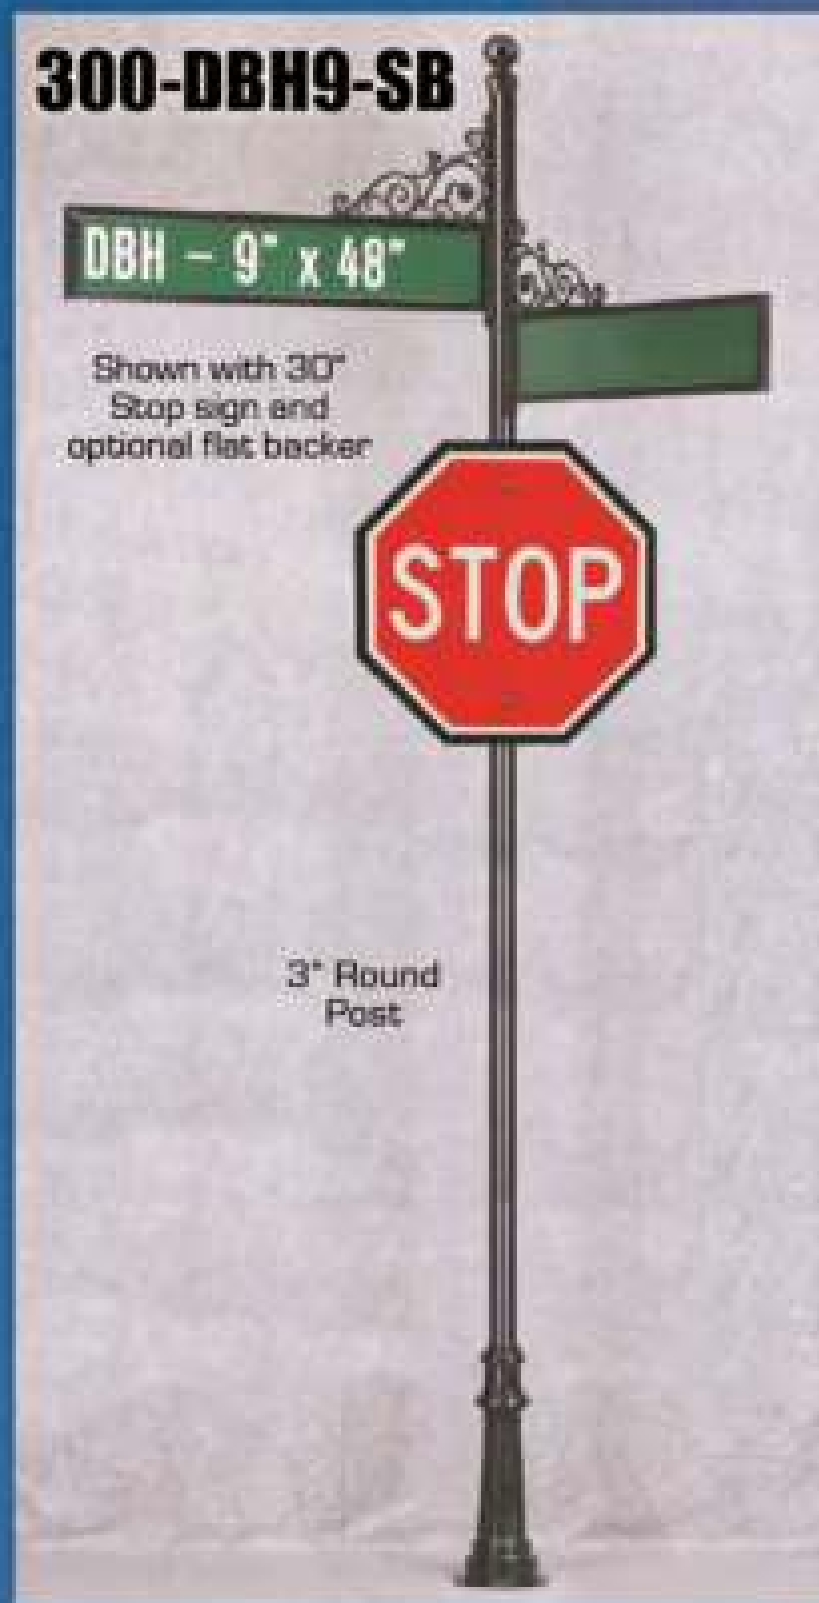 300-DBH9-SB
DBH - 9" x 48"
Shown with 30"
Stop sign and
optional flat backer
STOP
3" Round
Post